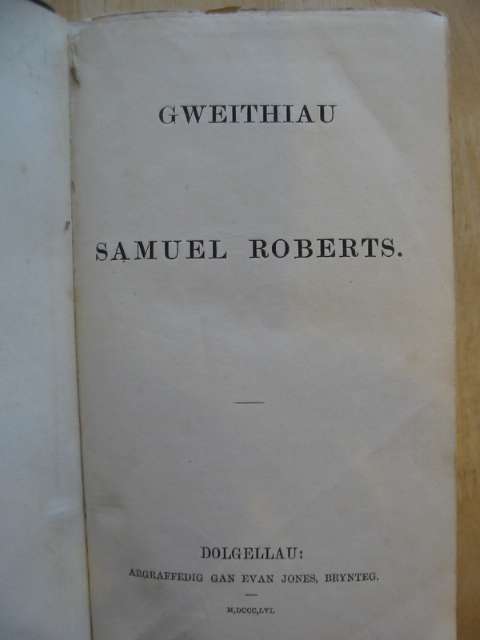 GWEITHIAU
SAMUEL ROBERTS.
DOLGELLAU:
ARGRAFFEDIG GAN EVAN JONES, BRYNTEG.
M,DCCC,LVI.